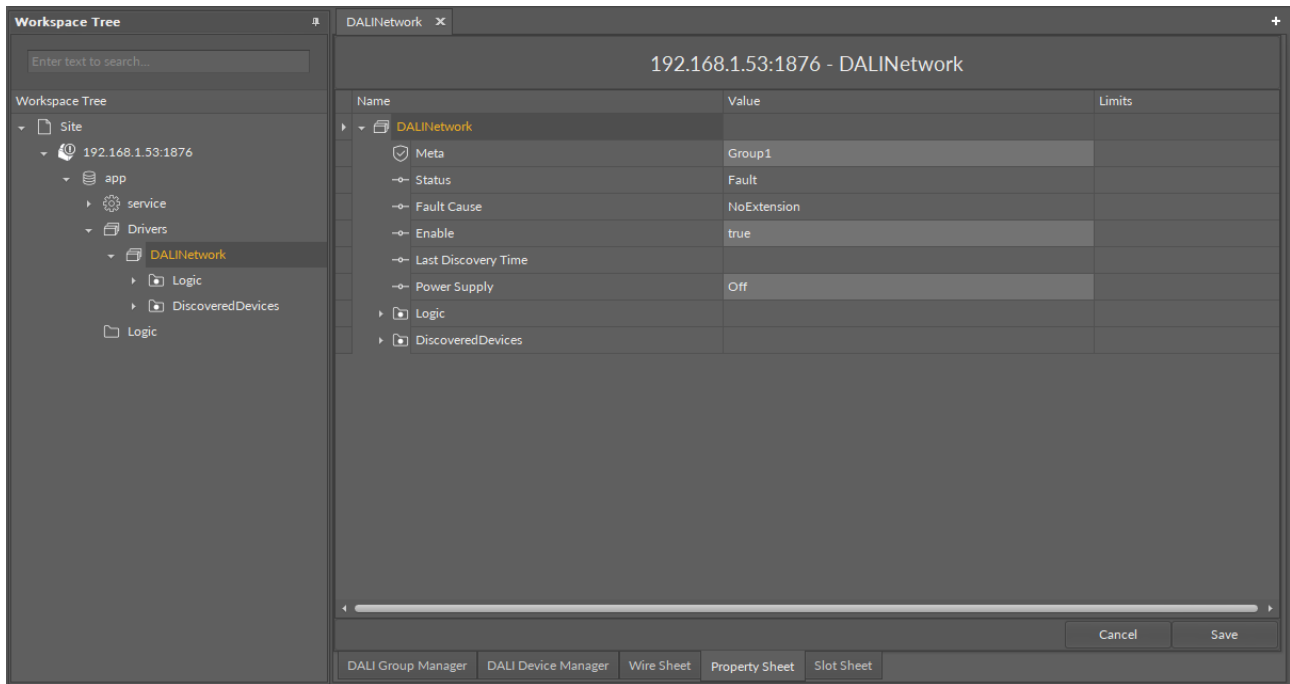 Workspace Tree
Enter text to search...
Workspace Tree
Site
192.168.1.53:1876
app
service
Drivers
DALINetwork
Logic
DiscoveredDevices
Logic
DALINetwork
192.168.1.53:1876 - DALINetwork
Name Value Limits
DALINetwork
Meta Group1
Status Fault
Fault Cause NoExtension
Enable true
Last Discovery Time
Power Supply Off
Logic
DiscoveredDevices
Cancel Save
DALI Group Manager DALI Device Manager Wire Sheet Property Sheet Slot Sheet